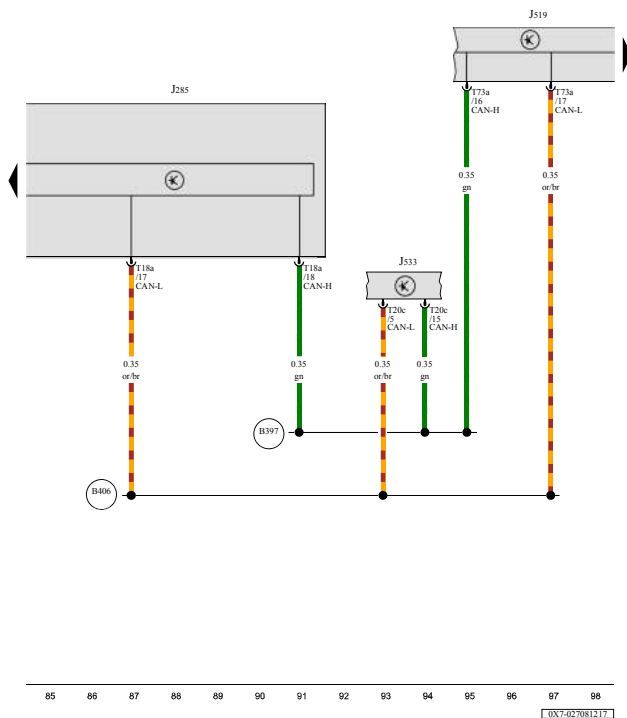 J519
T73a
/16
CAN-H
T73a
/17
CAN-L
J285
0.35
gn
0.35
or/br
T18a
/17
CAN-L
T18a
/18
CAN-H
J533
T20c
/5
CAN-L
T20c
/15
CAN-H
0.35
or/br
0.35
gn
0.35
or/br
0.35
gn
B397
B406
85 86 87 88 89 90 91 92 93 94 95 96 97 98
0X7-027081217